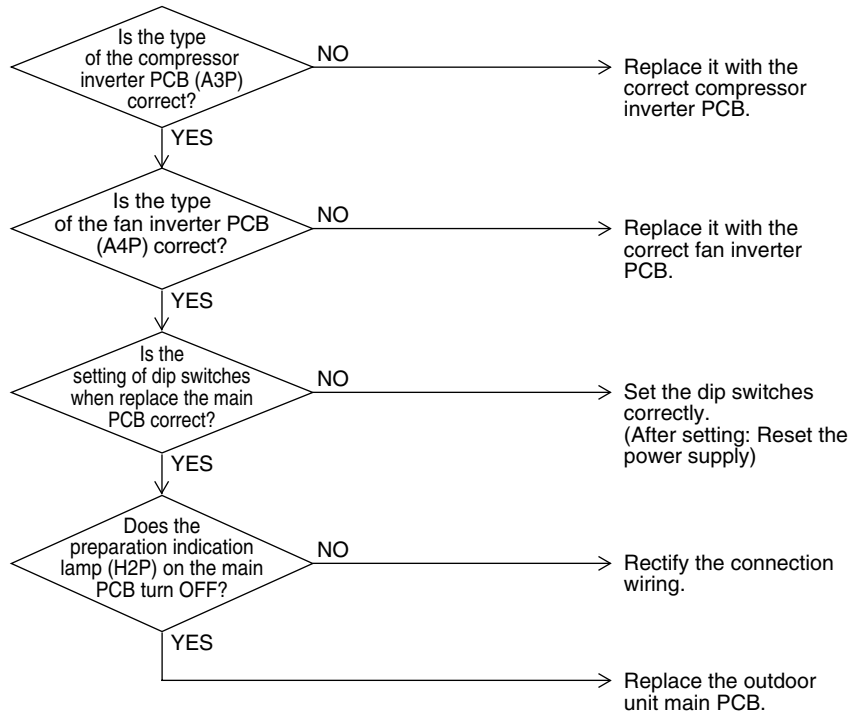 Is the type
of the compressor
inverter PCB (A3P)
correct?
NO
Replace it with the
correct compressor
inverter PCB.
YES
Is the type
of the fan inverter PCB
(A4P) correct?
NO
Replace it with the
correct fan inverter
PCB.
YES
Is the
setting of dip switches
when replace the main
PCB correct?
NO
Set the dip switches
correctly.
(After setting: Reset the
power supply)
YES
Does the
preparation indication
lamp (H2P) on the main
PCB turn OFF?
NO
Rectify the connection
wiring.
YES
Replace the outdoor
unit main PCB.